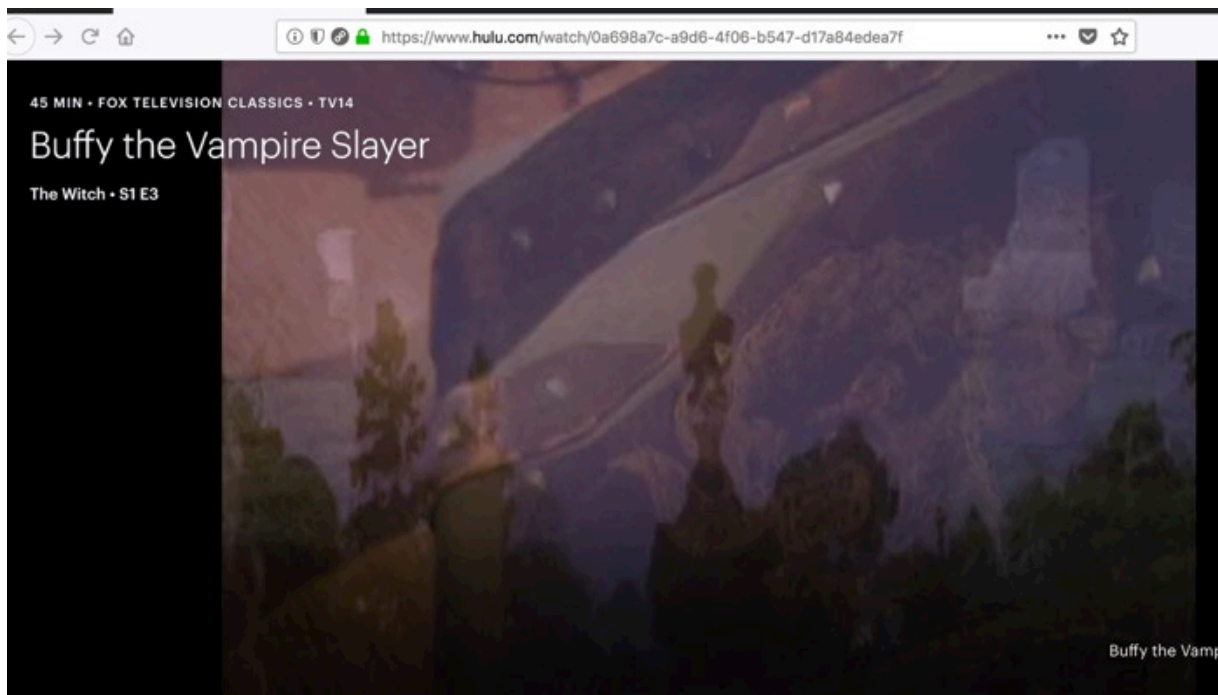 https://www.hulu.com/watch/0a698a7c-a9d6-4f06-b547-d17a84edea7f
45 MIN • FOX TELEVISION CLASSICS • TV14
Buffy the Vampire Slayer
The Witch • S1 E3
Buffy the Vamp